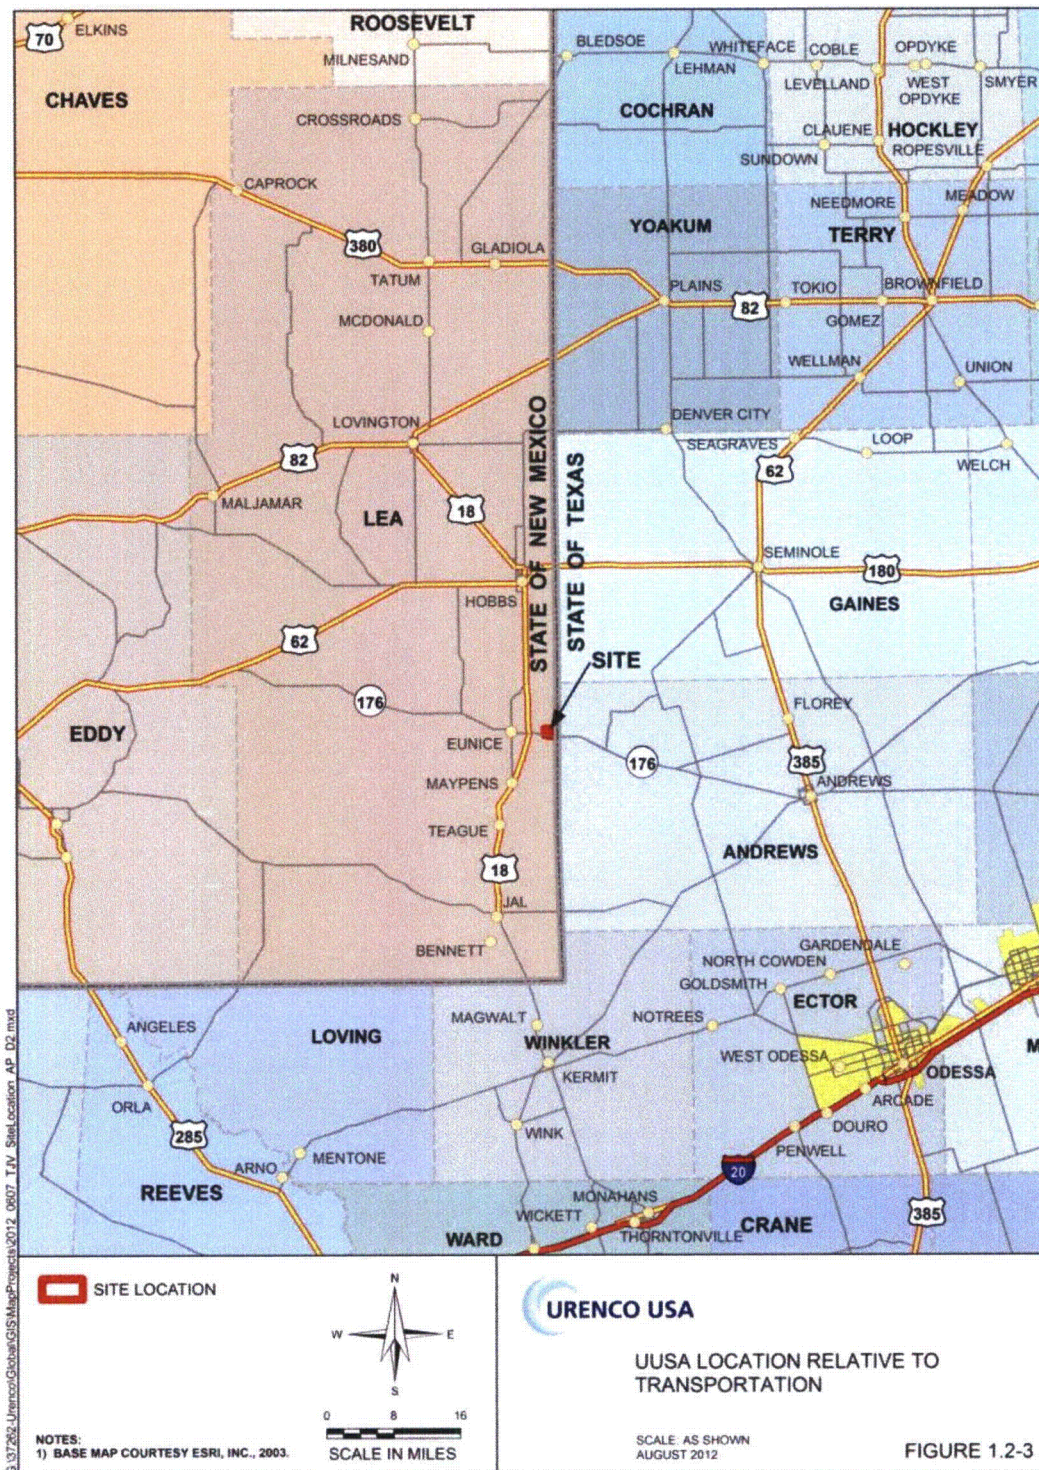 ROOSEVELT
70
ELKINS
MILNESAND
BLEDSOE
LEHMAN
WHITEFACE
COBLE
OPDYKE
LEVELLAND
WEST
OPDYKE
SMYER
CHAVES
COCHRAN
CROSSROADS
CLAUENE
HOCKLEY
SUNDOWN
ROPESVILLE
CAPROCK
NEEDMORE
MEADOW
YOAKUM
TERRY
380
GLADIOLA
TATUM
PLAINS
82
TOKIO
BROWNFIELD
GOMEZ
MCDONALD
WELLMAN
UNION
LOVINGTON
DENVER CITY
SEAGRAVES
LOOP
WELCH
82
62
MALJAMAR
LEA
18
STATE OF NEW MEXICO
STATE OF TEXAS
SEMINOLE
180
HOBBS
GAINES
62
SITE
176
FLOREY
EDDY
EUNICE
176
385
ANDREWS
MAYPENS
TEAGUE
ANDREWS
18
JAL
BENNETT
GARDENDALE
NORTH COWDEN
GOLDSMITH
ECTOR
ANGELES
LOVING
MAGWALT
NOTREES
WINKLER
M
WEST ODESSA
KERMIT
ODESSA
ORLA
ARCADE
285
WINK
DOURO
MENTONE
ARNO
PENWELL
20
REEVES
MONAHANS
WICKETT
CRANE
385
WARD
THORNTONVILLE
G:\37262-Urenco\Global\GIS\MapProjects\2012_0607_TJV_SiteLocation_AP_D2.mxd
SITE LOCATION
N
W
E
S
0 8 16
SCALE IN MILES
NOTES:
1) BASE MAP COURTESY ESRI, INC., 2003.
URENCO USA
UUSA LOCATION RELATIVE TO
TRANSPORTATION
SCALE: AS SHOWN
AUGUST 2012
FIGURE 1.2-3